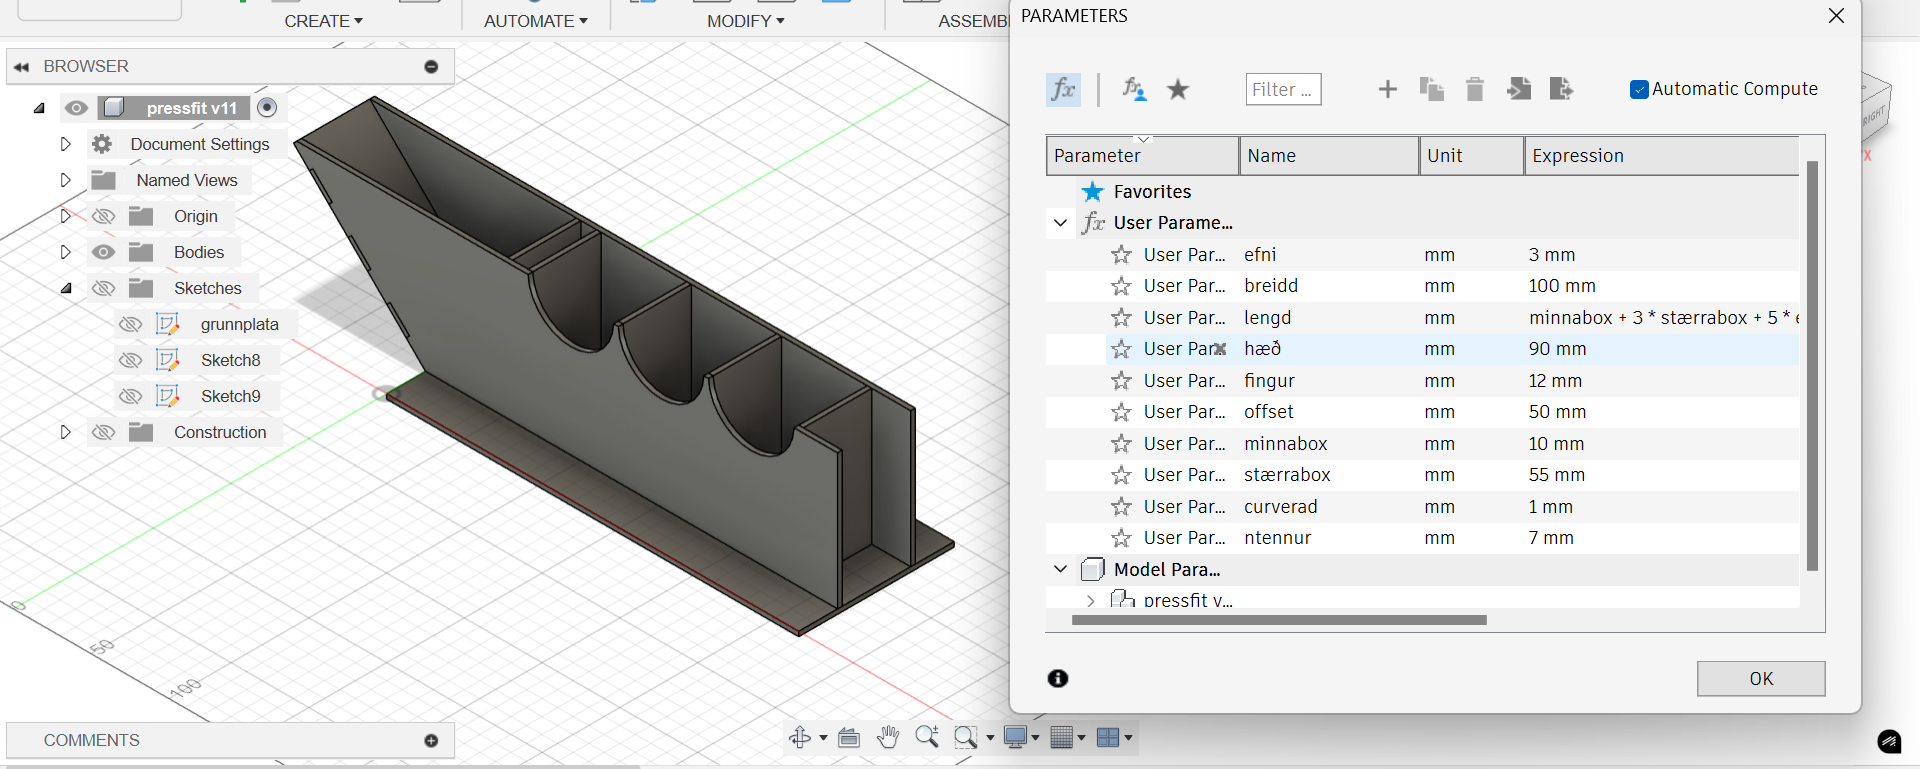 CREATE
AUTOMATE
MODIFY
ASSEMB
BROWSER
pressfit v11
Document Settings
Named Views
Origin
Bodies
Sketches
grunnplata
Sketch8
Sketch9
Construction
0
50
100
COMMENTS
PARAMETERS
fx
Filter ...
Automatic Compute
Parameter Name Unit Expression
Favorites
fx User Parame...
User Par... efni mm 3 mm
User Par... breidd mm 100 mm
User Par... lengd mm minnabox + 3 * stærrabox + 5 * e
User Par... hæð mm 90 mm
User Par... fingur mm 12 mm
User Par... offset mm 50 mm
User Par... minnabox mm 10 mm
User Par... stærrabox mm 55 mm
User Par... curverad mm 1 mm
User Par... ntennur mm 7 mm
Model Para...
pressfit v...
OK
RIGHT
X